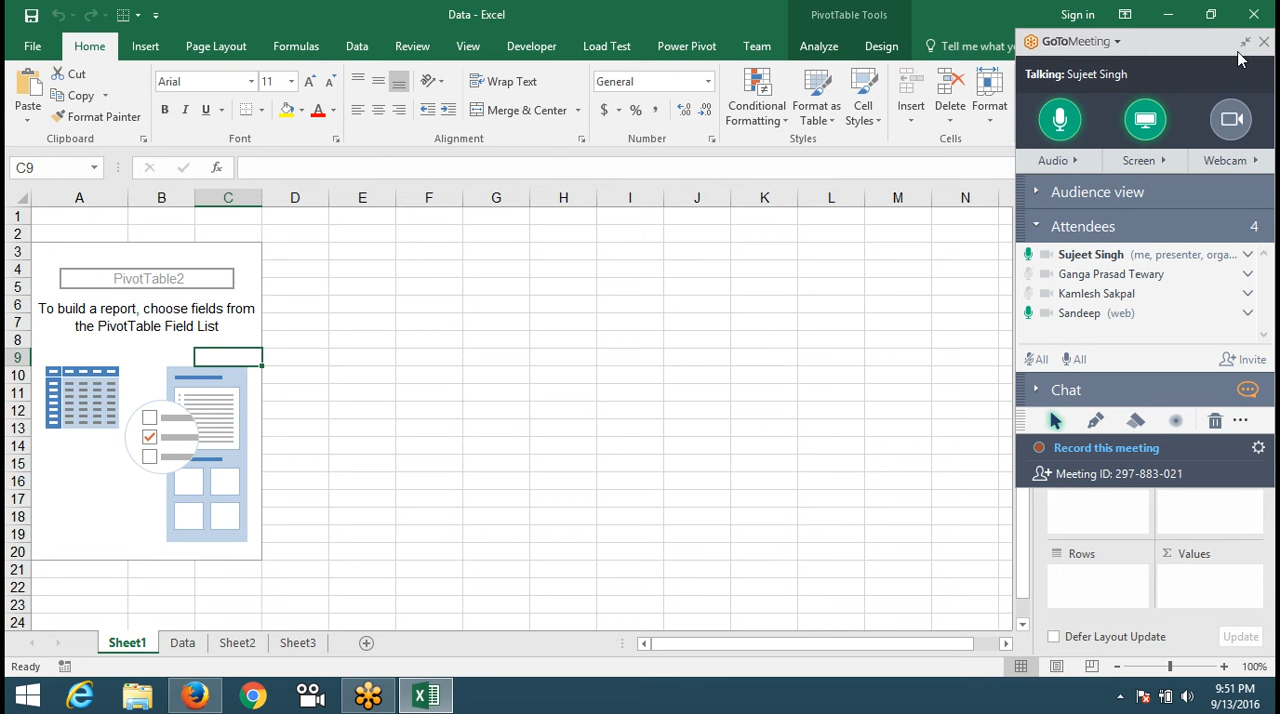 Data - Excel
PivotTable Tools
Sign in
File
Home
Insert
Page Layout
Formulas
Data
Review
View
Developer
Load Test
Power Pivot
Team
Analyze
Design
Tell me what yo
GoToMeeting
Talking: Sujeet Singh
Audio
Screen
Webcam
Paste
Cut
Copy
Format Painter
Clipboard
Arial
11
B I U
Font
Wrap Text
Merge & Center
Alignment
General
$ % ,
Number
Conditional
Formatting
Format as
Table
Cell
Styles
Styles
Insert
Delete
Format
Cells
C9
fx
A B C D E F G H I J K L M N
1
2
3
4
5
6
7
8
9
10
11
12
13
14
15
16
17
18
19
20
21
22
23
24
PivotTable2
To build a report, choose fields from
the PivotTable Field List
Audience view
Attendees 4
Sujeet Singh (me, presenter, orga...
Ganga Prasad Tewary
Kamlesh Sakpal
Sandeep (web)
All All Invite
Chat
Record this meeting
Meeting ID: 297-883-021
Rows
Σ Values
Defer Layout Update
Update
Sheet1
Data
Sheet2
Sheet3
Ready
100%
9:51 PM
9/13/2016